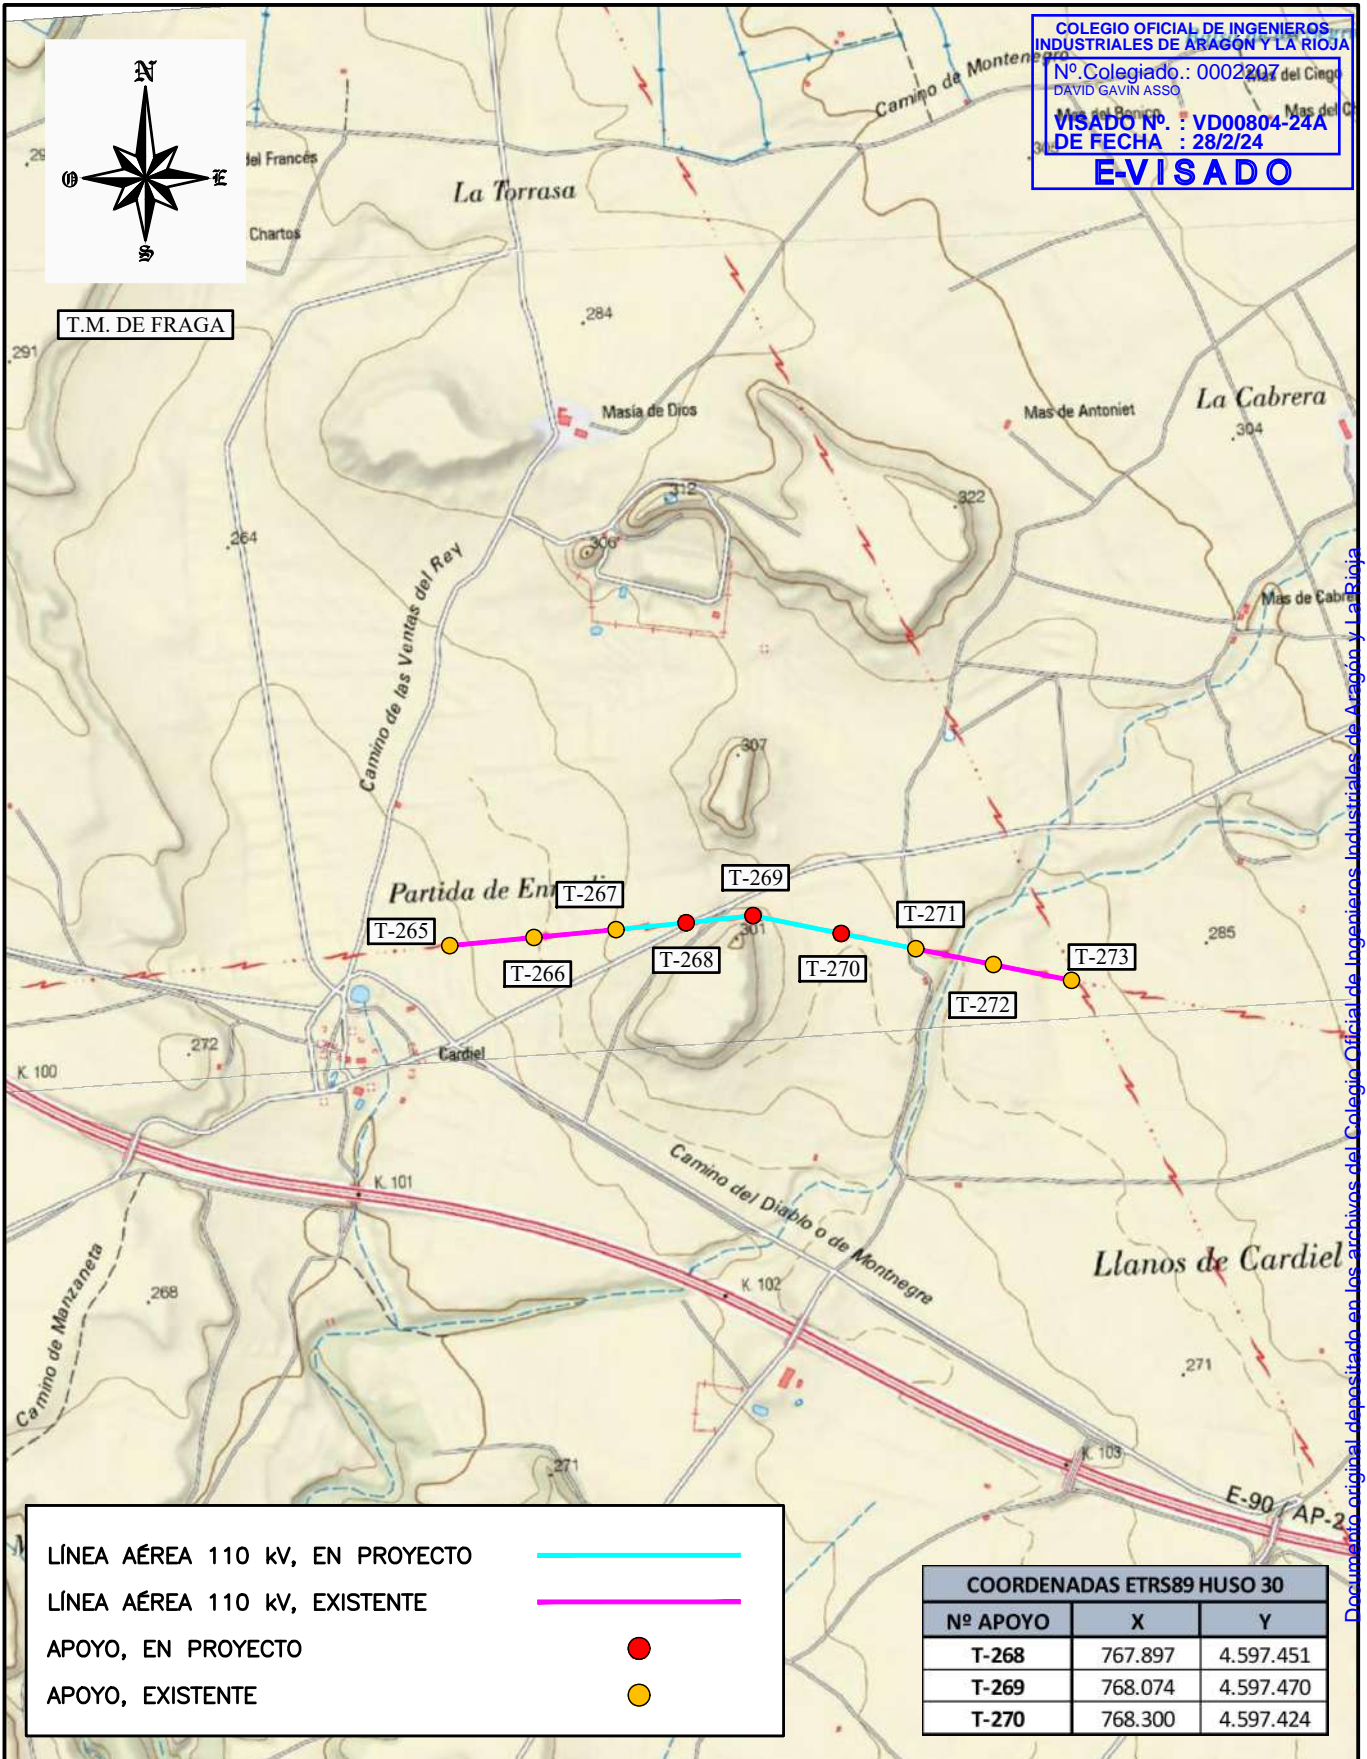 COLEGIO OFICIAL DE INGENIEROS
INDUSTRIALES DE ARAGÓN Y LA RIOJA
Nº.Colegiado.: 0002207
DAVID GAVIN ASSO
VISADO Nº. : VD00804-24A
DE FECHA : 28/2/24
E-VISADO
N
O
E
S
T.M. DE FRAGA
del Francés
Chartos
La Torrasa
Camino de Montenegro
Mas del Ciego
Mas del Bonico
284
291
Masía de Dios
Mas de Antoniet
La Cabrera
304
312
322
306
264
Camino de las Ventas del Rey
Mas de Cabre
307
Partida de
T-265
T-266
T-267
T-268
T-269
T-270
T-271
T-272
T-273
301
285
272
Cardiel
K. 100
K. 101
K. 102
K. 103
Camino del Diablo o de Montnegre
Llanos de Cardiel
268
Camino de Manzaneta
271
271
E-90 / AP-2
LÍNEA AÉREA 110 kV, EN PROYECTO
LÍNEA AÉREA 110 kV, EXISTENTE
APOYO, EN PROYECTO
APOYO, EXISTENTE
COORDENADAS ETRS89 HUSO 30
Nº APOYO X Y
T-268 767.897 4.597.451
T-269 768.074 4.597.470
T-270 768.300 4.597.424
Documento original depositado en los archivos del Colegio Oficial de Ingenieros Industriales de Aragón y La Rioja